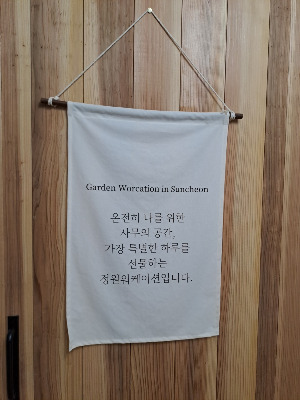 Garden Worcation in Suncheon
온전히 나를 위한
사무의 공간,
가장 특별한 하루를
선물하는
정원워케이션입니다.